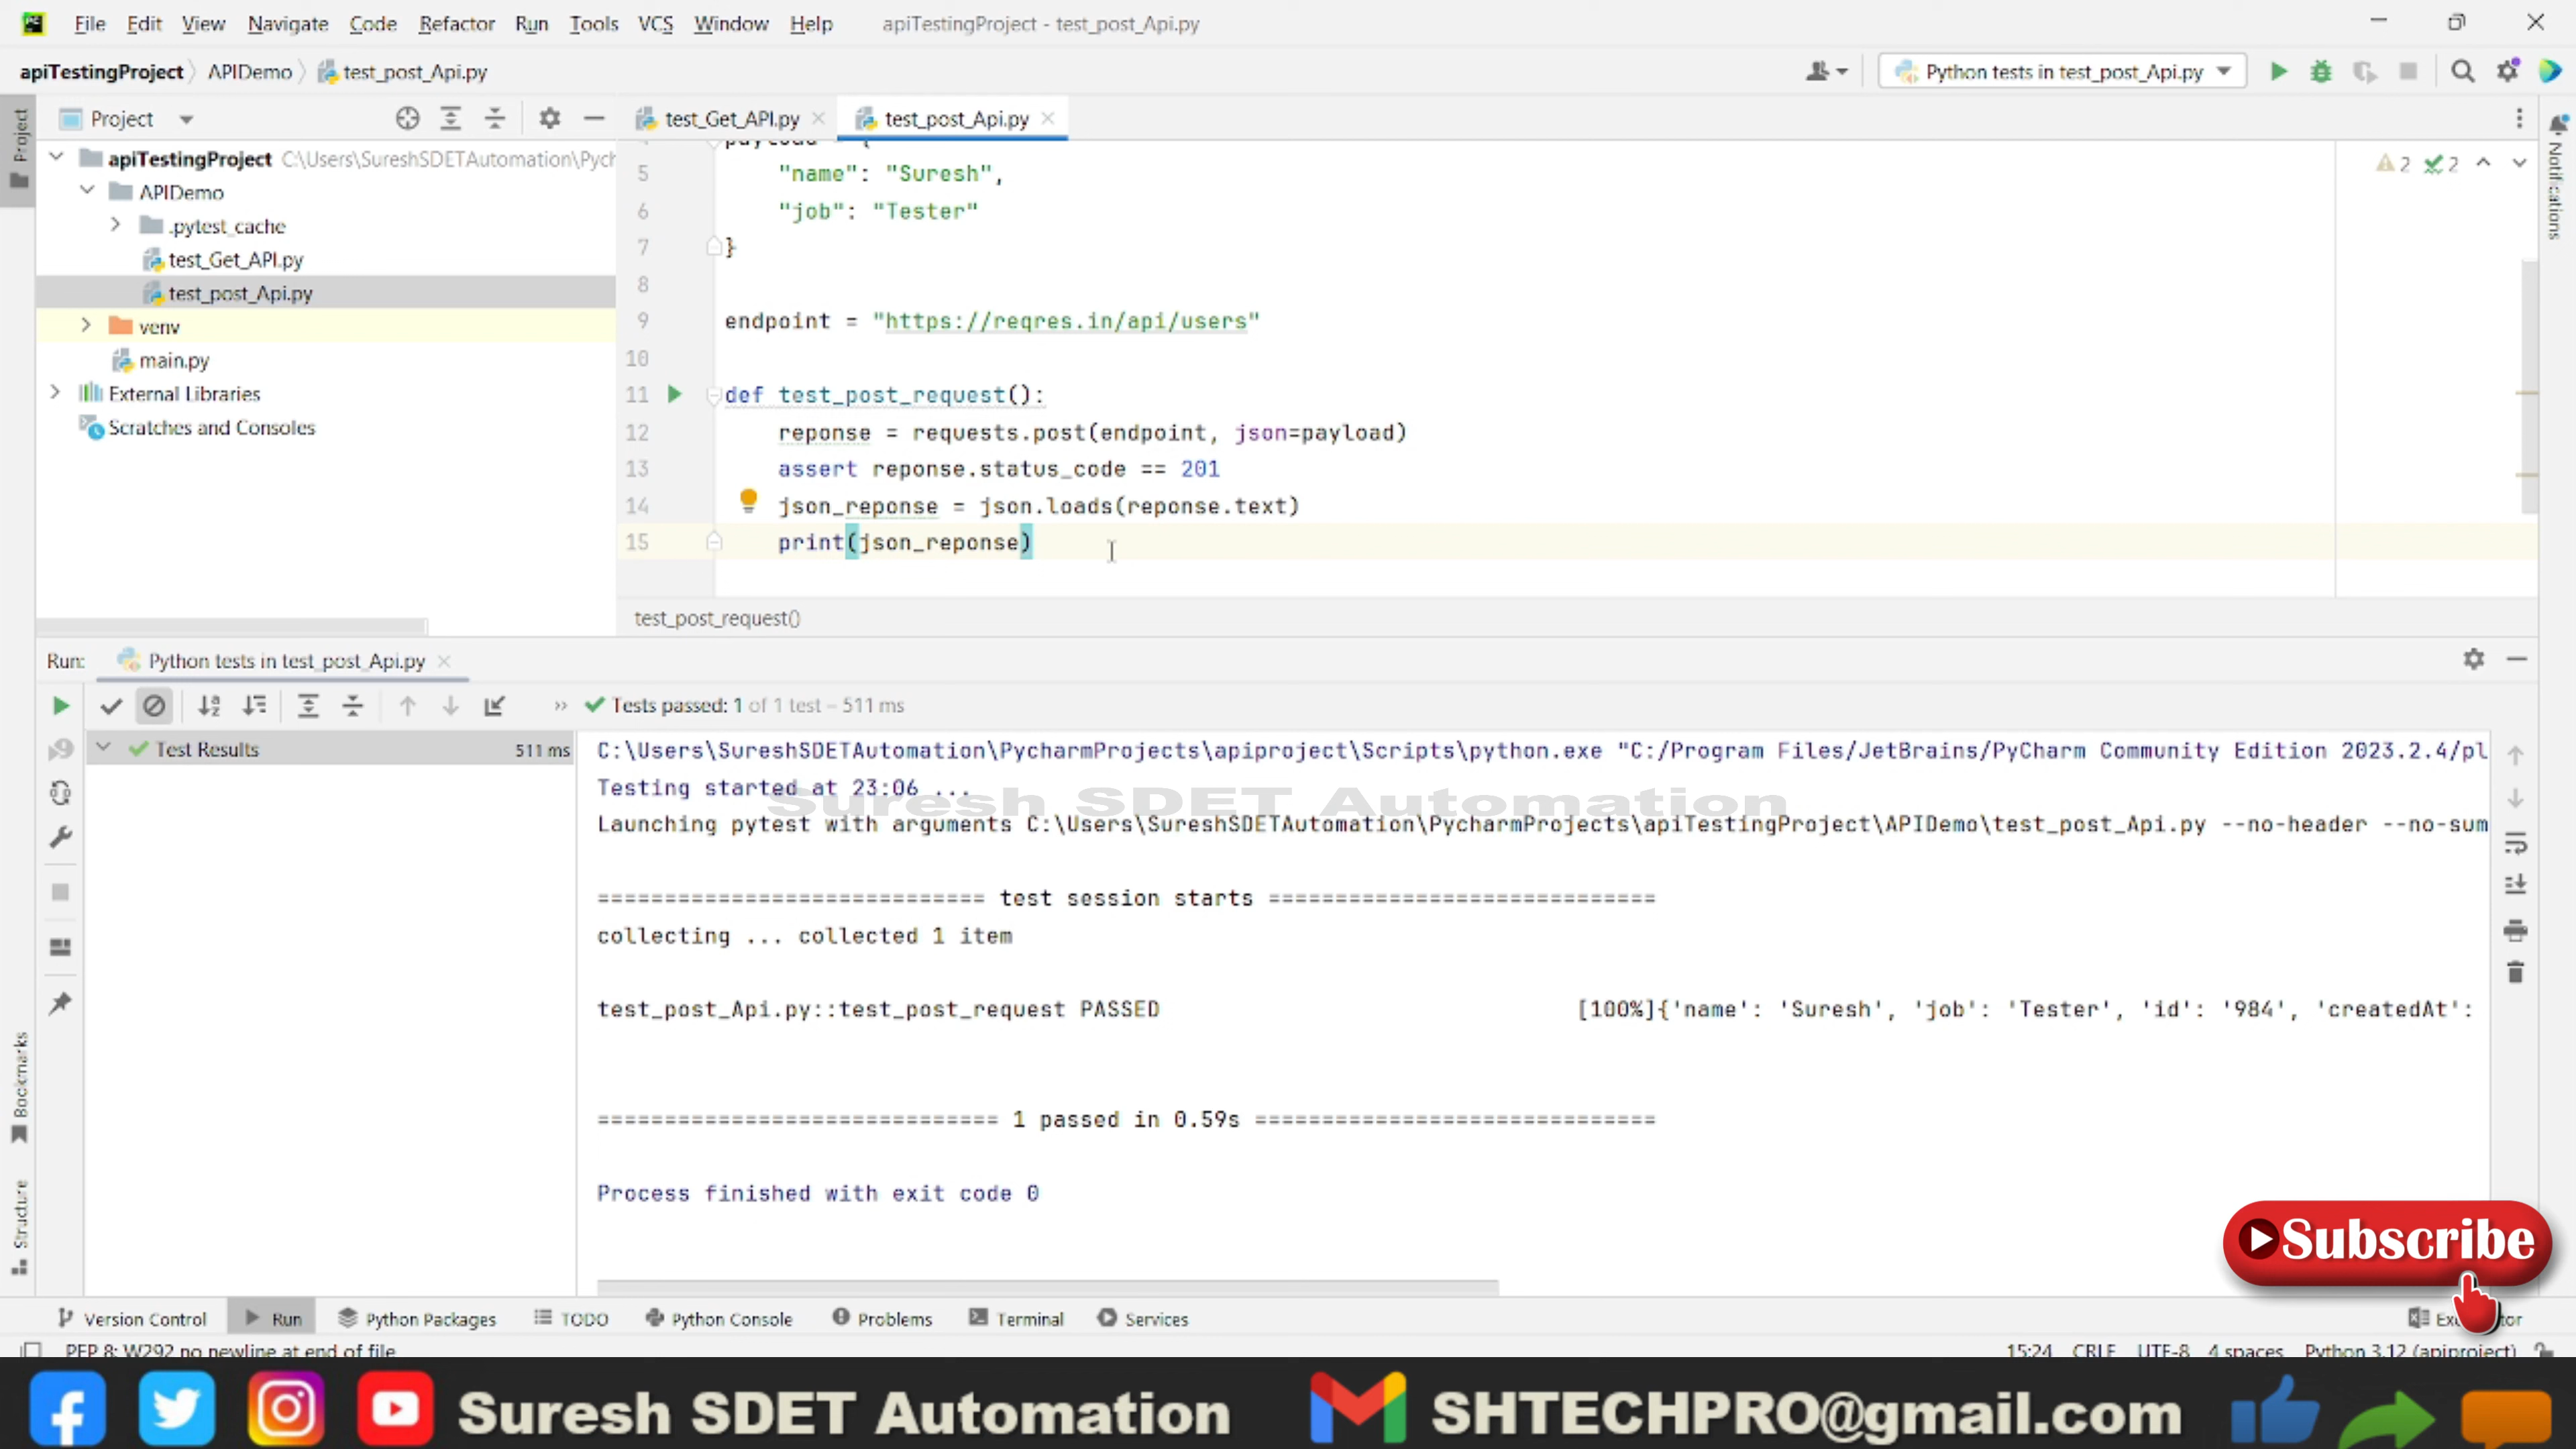 File Edit View Navigate Code Refactor Run Tools VCS Window Help apiTestingProject - test_post_Api.py
apiTestingProject APIDemo test_post_Api.py
Python tests in test_post_Api.py
Project
Project
test_Get_API.py
test_post_Api.py
Notifications
apiTestingProject C:\Users\SureshSDETAutomation\Pych
APIDemo
.pytest_cache
test_Get_API.py
test_post_Api.py
venv
main.py
External Libraries
Scratches and Consoles
2 2
4 payload = {
5 "name": "Suresh",
6 "job": "Tester"
7 }
8
9 endpoint = "https://reqres.in/api/users"
10
11 def test_post_request():
12 reponse = requests.post(endpoint, json=payload)
13 assert reponse.status_code == 201
14 json_reponse = json.loads(reponse.text)
15 print(json_reponse)
test_post_request()
Run: Python tests in test_post_Api.py
Tests passed: 1 of 1 test – 511 ms
Test Results 511 ms
C:\Users\SureshSDETAutomation\PycharmProjects\apiproject\Scripts\python.exe "C:/Program Files/JetBrains/PyCharm Community Edition 2023.2.4/pl
Testing started at 23:06 ...
Suresh SDET Automation
Launching pytest with arguments C:\Users\SureshSDETAutomation\PycharmProjects\apiTestingProject\APIDemo\test_post_Api.py --no-header --no-sum
============================= test session starts =============================
collecting ... collected 1 item
test_post_Api.py::test_post_request PASSED [100%]{'name': 'Suresh', 'job': 'Tester', 'id': '984', 'createdAt':
============================== 1 passed in 0.59s ==============================
Process finished with exit code 0
Bookmarks
Structure
Subscribe
Version Control Run Python Packages TODO Python Console Problems Terminal Services
PEP 8: W292 no newline at end of file
15:24 CRLF UTF-8 4 spaces Python 3.12 (apiproject)
Suresh SDET Automation SHTECHPRO@gmail.com